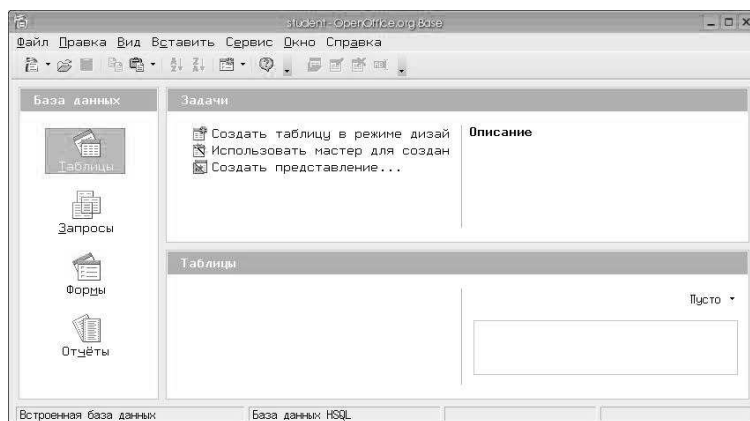 student - OpenOffice.org Base
Файл Правка Вид Вставить Сервис Окно Справка
База данных
Таблицы
Запросы
Формы
Отчёты
Задачи
Создать таблицу в режиме дизай
Использовать мастер для создан
Создать представление...
Описание
Таблицы
Пусто
Встроенная база данных
База данных HSQL